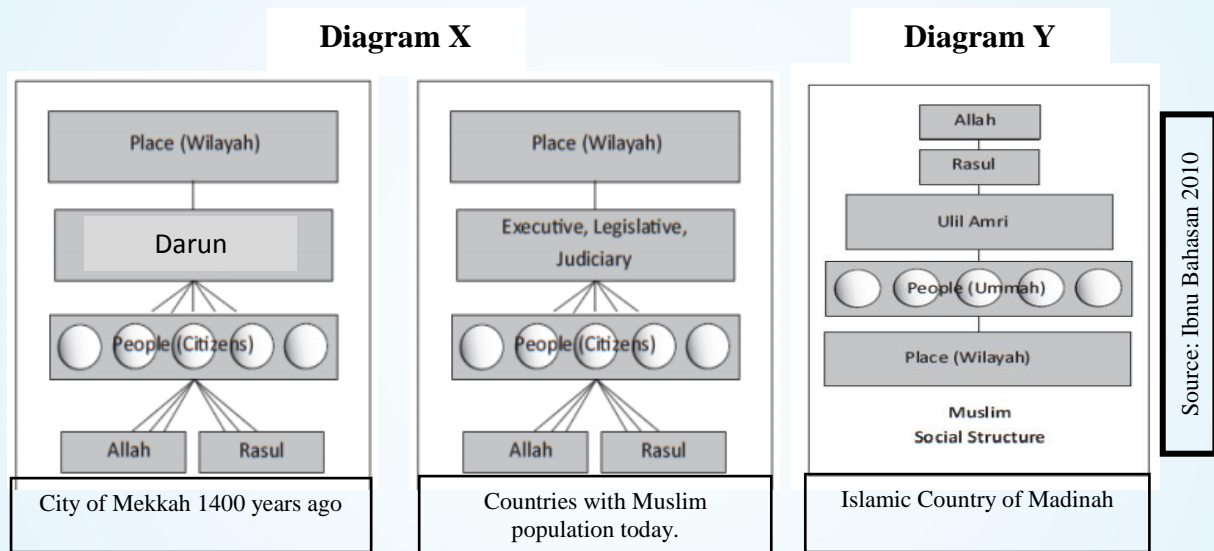 Diagram X
Place (Wilayah)
Darun
People (Citizens)
Allah
Rasul
City of Mekkah 1400 years ago
Place (Wilayah)
Executive, Legislative,
Judiciary
People (Citizens)
Allah
Rasul
Countries with Muslim
population today.
Diagram Y
Allah
Rasul
Ulil Amri
People (Ummah)
Place (Wilayah)
Muslim
Social Structure
Islamic Country of Madinah
Source: Ibnu Bahasan 2010